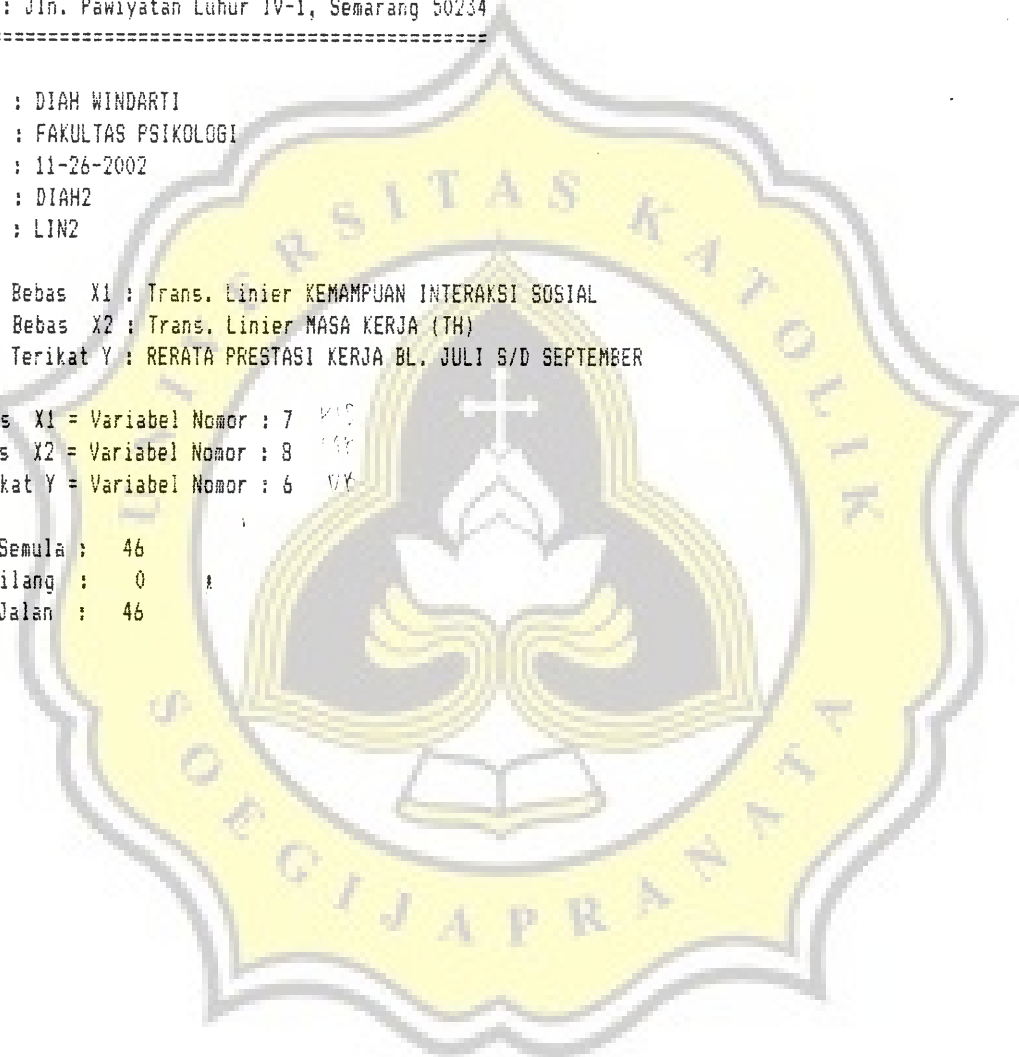 : Jln. Pawiyatan Luhur IV-1, Semarang 50234
==============================================
: DIAH WINDARTI
: FAKULTAS PSIKOLOGI
: 11-26-2002
: DIAH2
: LIN2
Bebas X1 : Trans. Linier KEMAMPUAN INTERAKSI SOSIAL
Bebas X2 : Trans. Linier MASA KERJA (TH)
Terikat Y : RERATA PRESTASI KERJA BL. JULI S/D SEPTEMBER
s X1 = Variabel Nomor : 7
s X2 = Variabel Nomor : 8
kat Y = Variabel Nomor : 6
Semula : 46
ilang : 0
Jalan : 46
UNIVERSITAS KATOLIK
SOEGIJAPRANATA